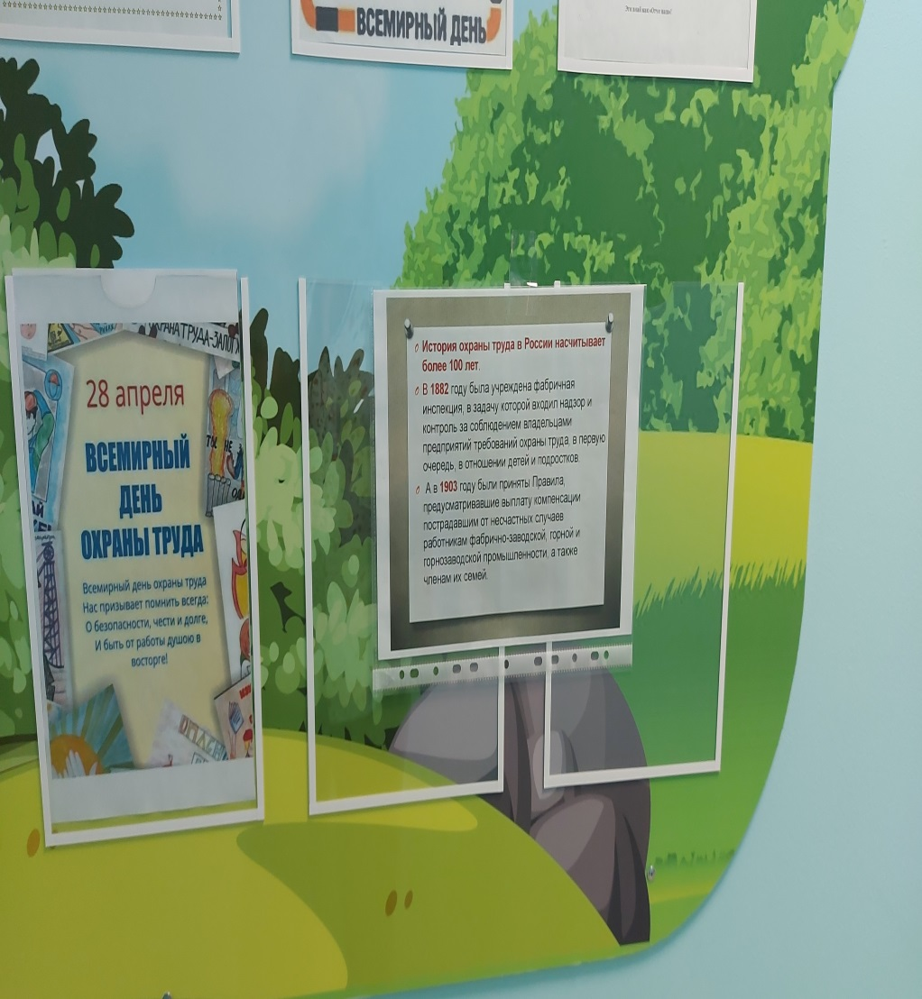 ВСЕМИРНЫЙ ДЕНЬ
ОХРАНА ТРУДА-ЗАЛОГ
28 апреля
ВСЕМИРНЫЙ
ДЕНЬ
ОХРАНЫ ТРУДА
Всемирный день охраны труда
Нас призывает помнить всегда:
О безопасности, чести и долге,
И быть от работы душою в
восторге!
История охраны труда в России насчитывает
более 100 лет.
В 1882 году была учреждена фабричная
инспекция, в задачу которой входил надзор и
контроль за соблюдением владельцами
предприятий требований охраны труда, в первую
очередь, в отношении детей и подростков.
А в 1903 году были приняты Правила,
предусматривавшие выплату компенсации
пострадавшим от несчастных случаев
работникам фабрично-заводской, горной и
горнозаводской промышленности, а также
членам их семей.